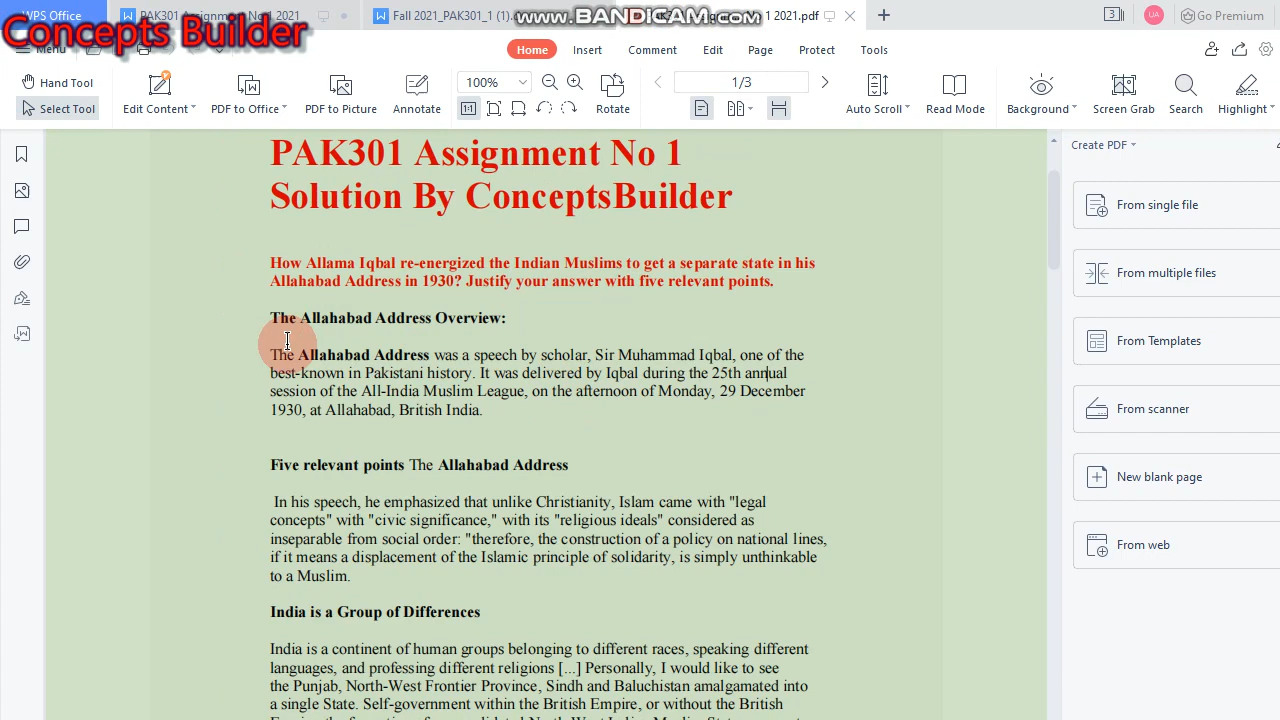 WPS Office
PAK301 Assignment No 1 2021
Fall 2021_PAK301_1 (1).
www.BANDICAM.com
No 1 2021.pdf
3
UA
Go Premium
Concepts Builder
Menu
Home
Insert
Comment
Edit
Page
Protect
Tools
Hand Tool
Select Tool
Edit Content
PDF to Office
PDF to Picture
Annotate
100%
1:1
Rotate
1/3
Auto Scroll
Read Mode
Background
Screen Grab
Search
Highlight
PAK301 Assignment No 1
Solution By ConceptsBuilder
How Allama Iqbal re-energized the Indian Muslims to get a separate state in his
Allahabad Address in 1930? Justify your answer with five relevant points.
The Allahabad Address Overview:
The Allahabad Address was a speech by scholar, Sir Muhammad Iqbal, one of the
best-known in Pakistani history. It was delivered by Iqbal during the 25th annual
session of the All-India Muslim League, on the afternoon of Monday, 29 December
1930, at Allahabad, British India.
Five relevant points The Allahabad Address
In his speech, he emphasized that unlike Christianity, Islam came with "legal
concepts" with "civic significance," with its "religious ideals" considered as
inseparable from social order: "therefore, the construction of a policy on national lines,
if it means a displacement of the Islamic principle of solidarity, is simply unthinkable
to a Muslim.
India is a Group of Differences
India is a continent of human groups belonging to different races, speaking different
languages, and professing different religions [...] Personally, I would like to see
the Punjab, North-West Frontier Province, Sindh and Baluchistan amalgamated into
a single State. Self-government within the British Empire, or without the British
Create PDF
From single file
From multiple files
From Templates
From scanner
New blank page
From web